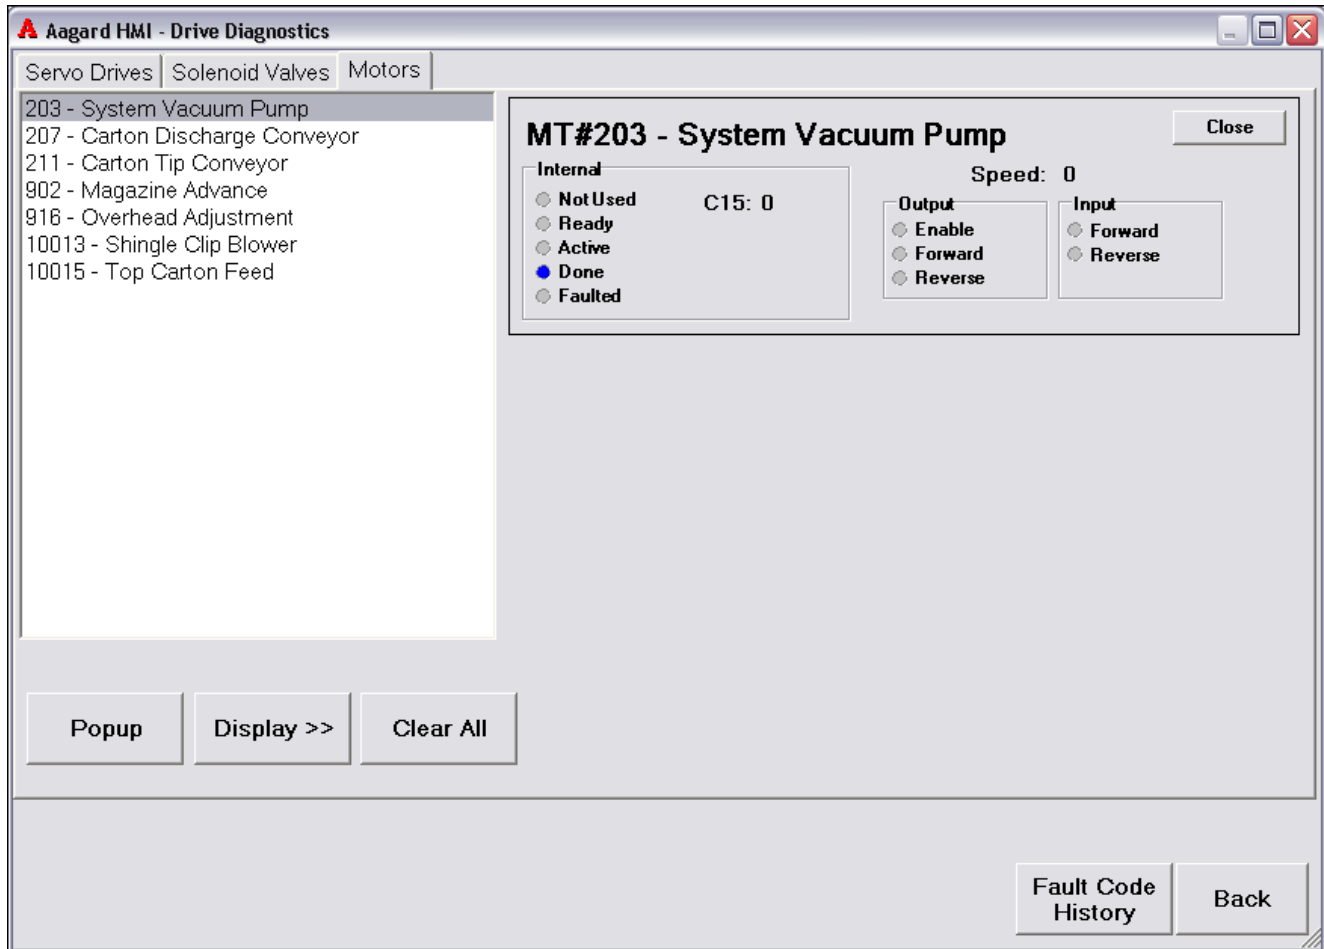 Aagard HMI - Drive Diagnostics
Servo Drives
Solenoid Valves
Motors
203 - System Vacuum Pump
207 - Carton Discharge Conveyor
211 - Carton Tip Conveyor
902 - Magazine Advance
916 - Overhead Adjustment
10013 - Shingle Clip Blower
10015 - Top Carton Feed
MT#203 - System Vacuum Pump
Close
Internal
Not Used
Ready
Active
Done
Faulted
C15: 0
Speed: 0
Output
Enable
Forward
Reverse
Input
Forward
Reverse
Popup
Display >>
Clear All
Fault Code
History
Back